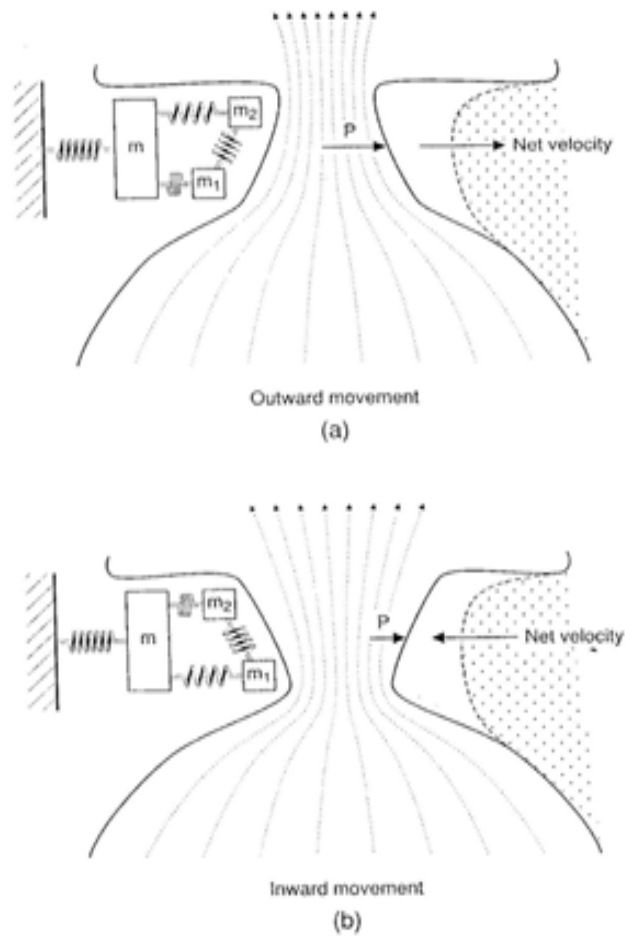 m
m₂
m₁
P
Net velocity
Outward movement
(a)
m
m₂
m₁
P
Net velocity
Inward movement
(b)